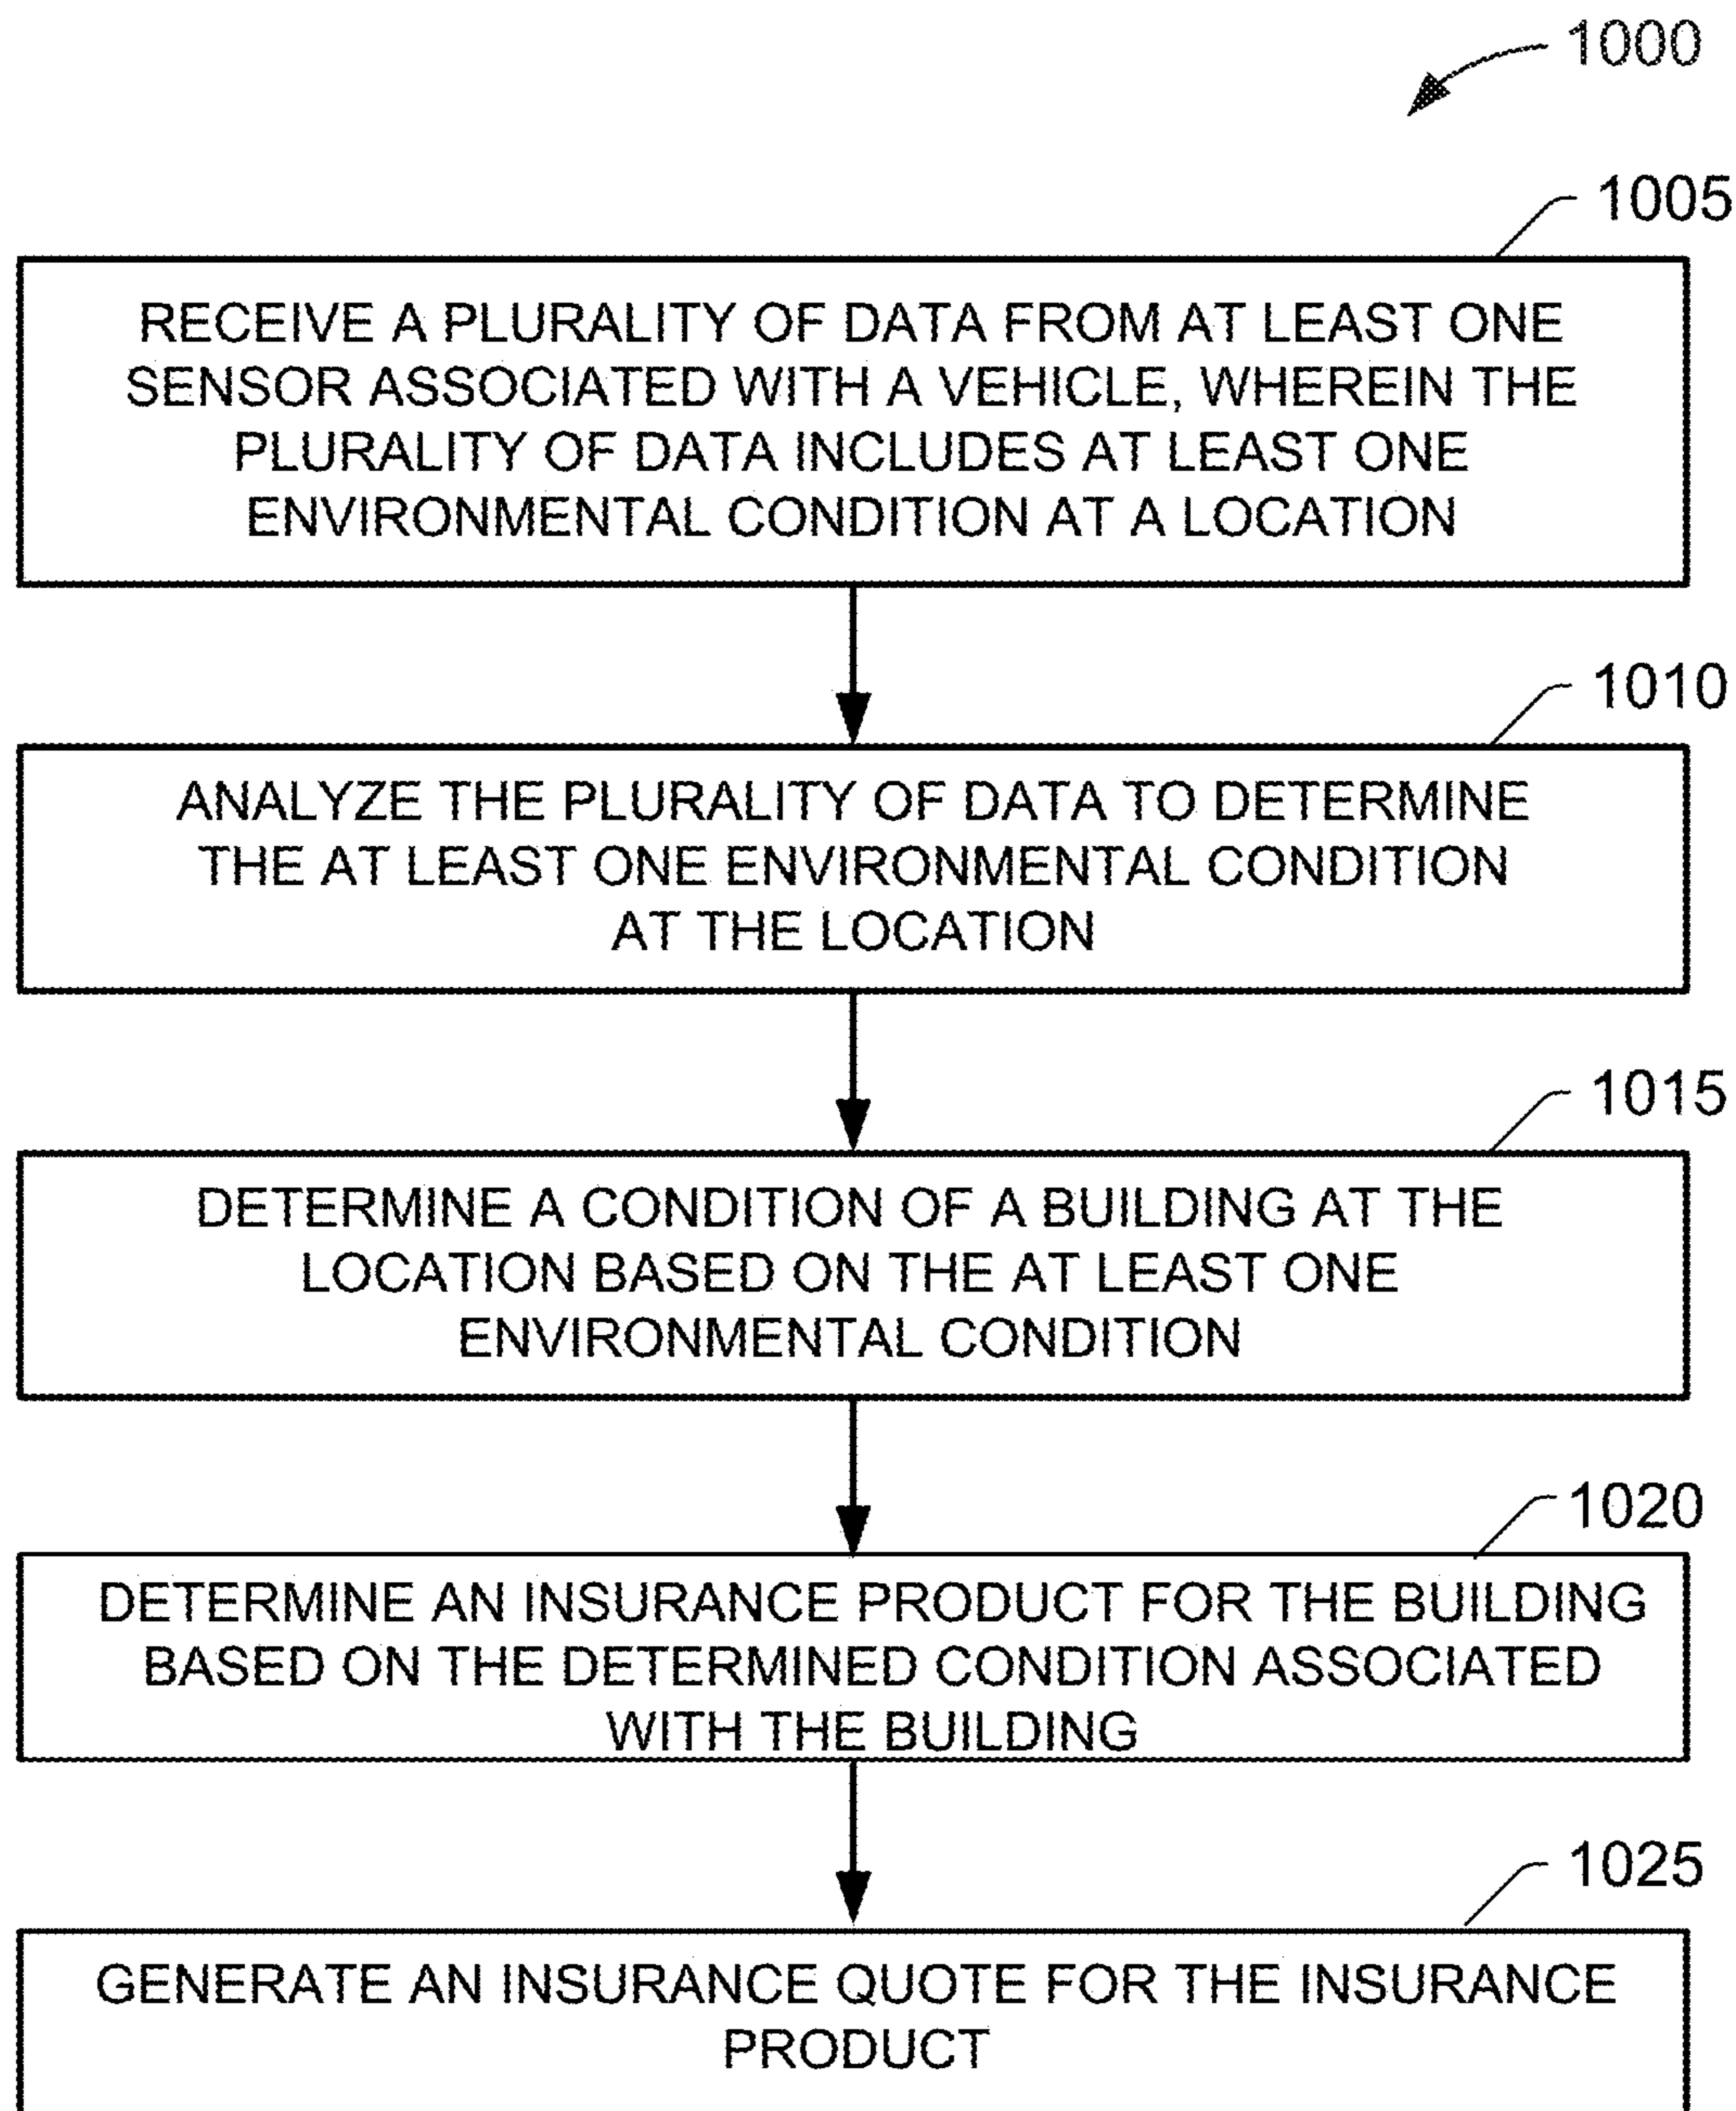 1000
1005
RECEIVE A PLURALITY OF DATA FROM AT LEAST ONE
SENSOR ASSOCIATED WITH A VEHICLE, WHEREIN THE
PLURALITY OF DATA INCLUDES AT LEAST ONE
ENVIRONMENTAL CONDITION AT A LOCATION
1010
ANALYZE THE PLURALITY OF DATA TO DETERMINE
THE AT LEAST ONE ENVIRONMENTAL CONDITION
AT THE LOCATION
1015
DETERMINE A CONDITION OF A BUILDING AT THE
LOCATION BASED ON THE AT LEAST ONE
ENVIRONMENTAL CONDITION
1020
DETERMINE AN INSURANCE PRODUCT FOR THE BUILDING
BASED ON THE DETERMINED CONDITION ASSOCIATED
WITH THE BUILDING
1025
GENERATE AN INSURANCE QUOTE FOR THE INSURANCE
PRODUCT